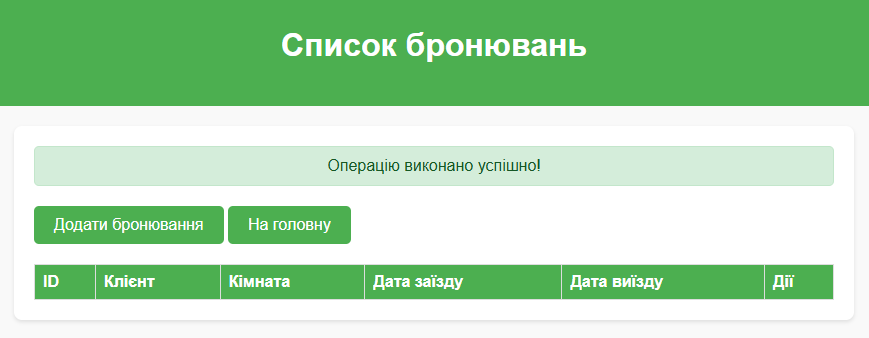 Список бронювань
Операцію виконано успішно!
Додати бронювання На головну
ID Клієнт Кімната Дата заїзду Дата виїзду Дії